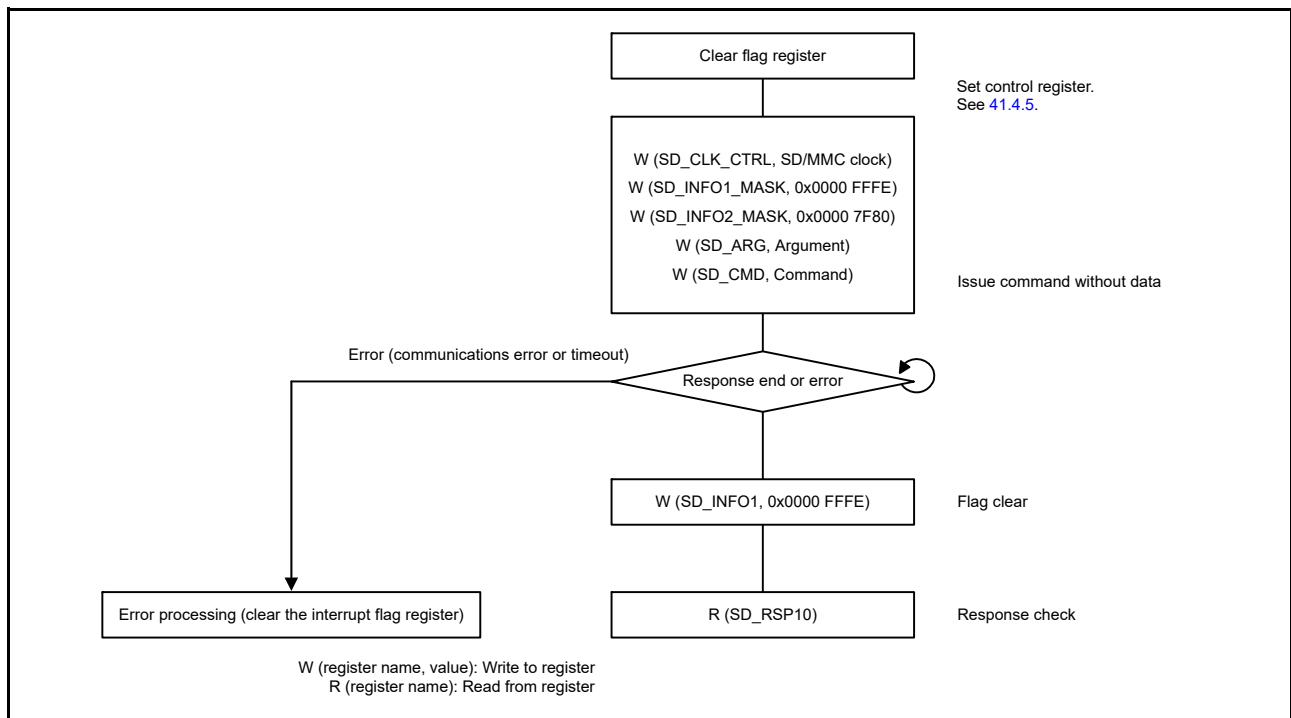 Clear flag register
Set control register.
See 41.4.5.
W (SD_CLK_CTRL, SD/MMC clock)
W (SD_INFO1_MASK, 0x0000 FFFE)
W (SD_INFO2_MASK, 0x0000 7F80)
W (SD_ARG, Argument)
W (SD_CMD, Command)
Issue command without data
Error (communications error or timeout)
Response end or error
W (SD_INFO1, 0x0000 FFFE)
Flag clear
Error processing (clear the interrupt flag register)
R (SD_RSP10)
Response check
W (register name, value): Write to register
R (register name): Read from register